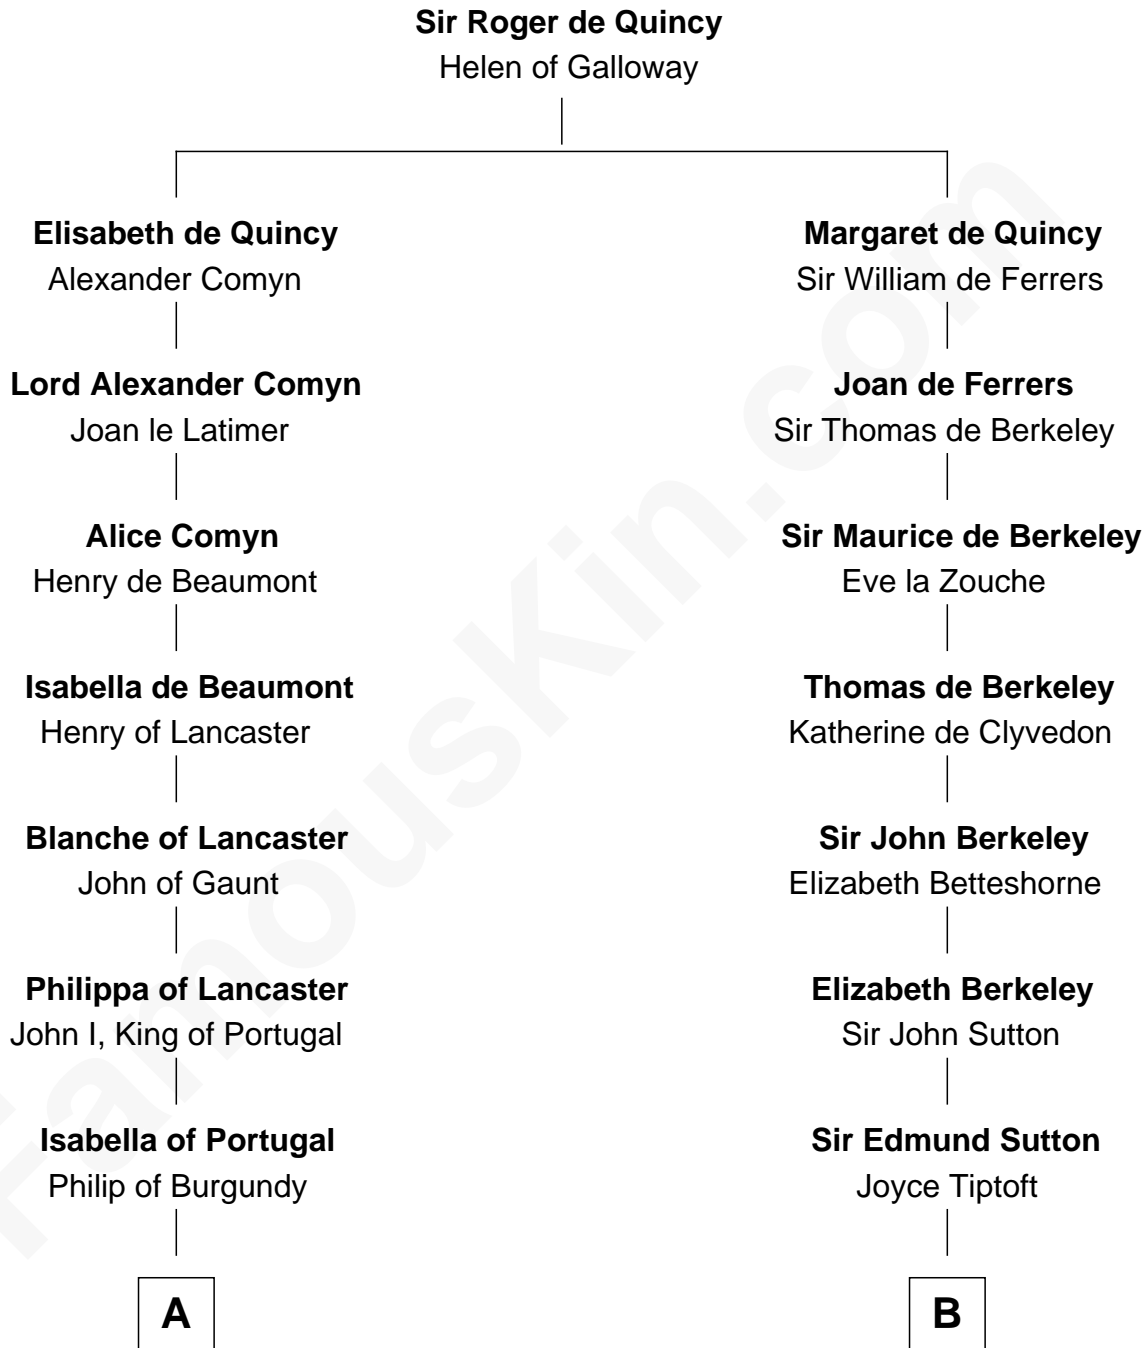 Sir Roger de Quincy
Helen of Galloway
Elisabeth de Quincy
Alexander Comyn
Margaret de Quincy
Sir William de Ferrers
Lord Alexander Comyn
Joan le Latimer
Joan de Ferrers
Sir Thomas de Berkeley
Alice Comyn
Henry de Beaumont
Sir Maurice de Berkeley
Eve la Zouche
Isabella de Beaumont
Henry of Lancaster
Thomas de Berkeley
Katherine de Clyvedon
Blanche of Lancaster
John of Gaunt
Sir John Berkeley
Elizabeth Betteshorne
Philippa of Lancaster
John I, King of Portugal
Elizabeth Berkeley
Sir John Sutton
Isabella of Portugal
Philip of Burgundy
Sir Edmund Sutton
Joyce Tiptoft
A
B
FamousKin.com